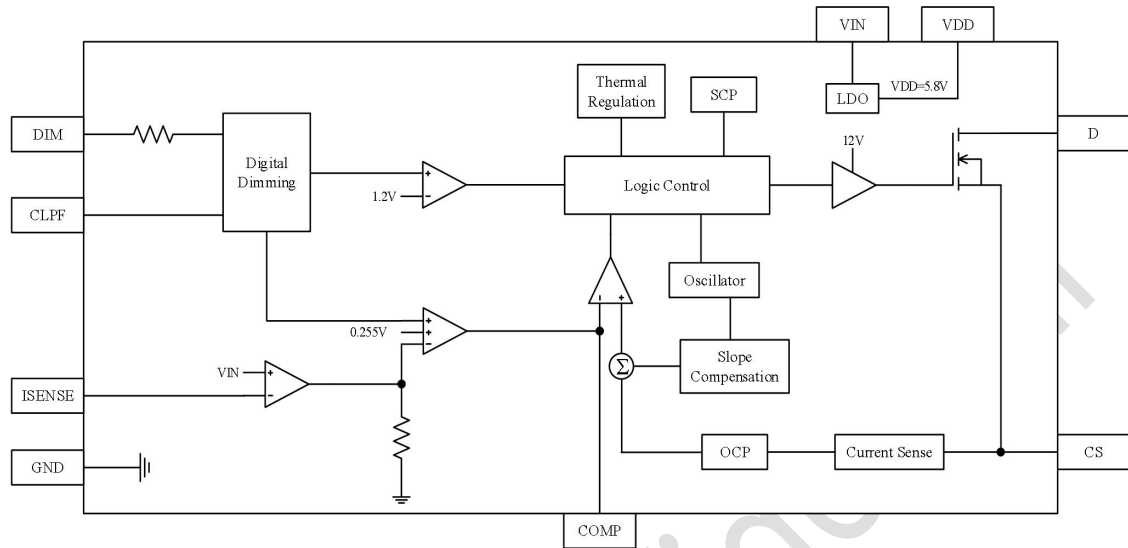 VIN
VDD
Thermal
Regulation
SCP
LDO
VDD=5.8V
DIM
Digital
Dimming
12V
D
1.2V
Logic Control
CLPF
Oscillator
0.255V
Slope
Compensation
VIN
Σ
ISENSE
GND
OCP
Current Sense
CS
COMP